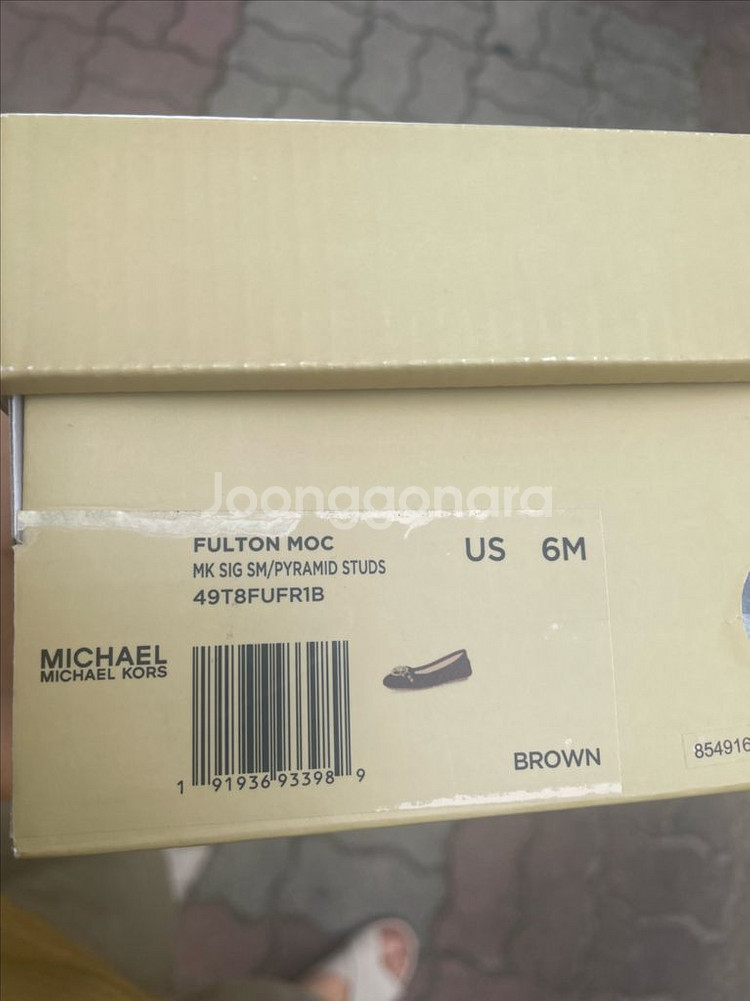 Joonggonara
FULTON MOC
US 6M
MK SIG SM/PYRAMID STUDS
49T8FUFR1B
MICHAEL
MICHAEL KORS
1 91936 93398 9
BROWN
854916